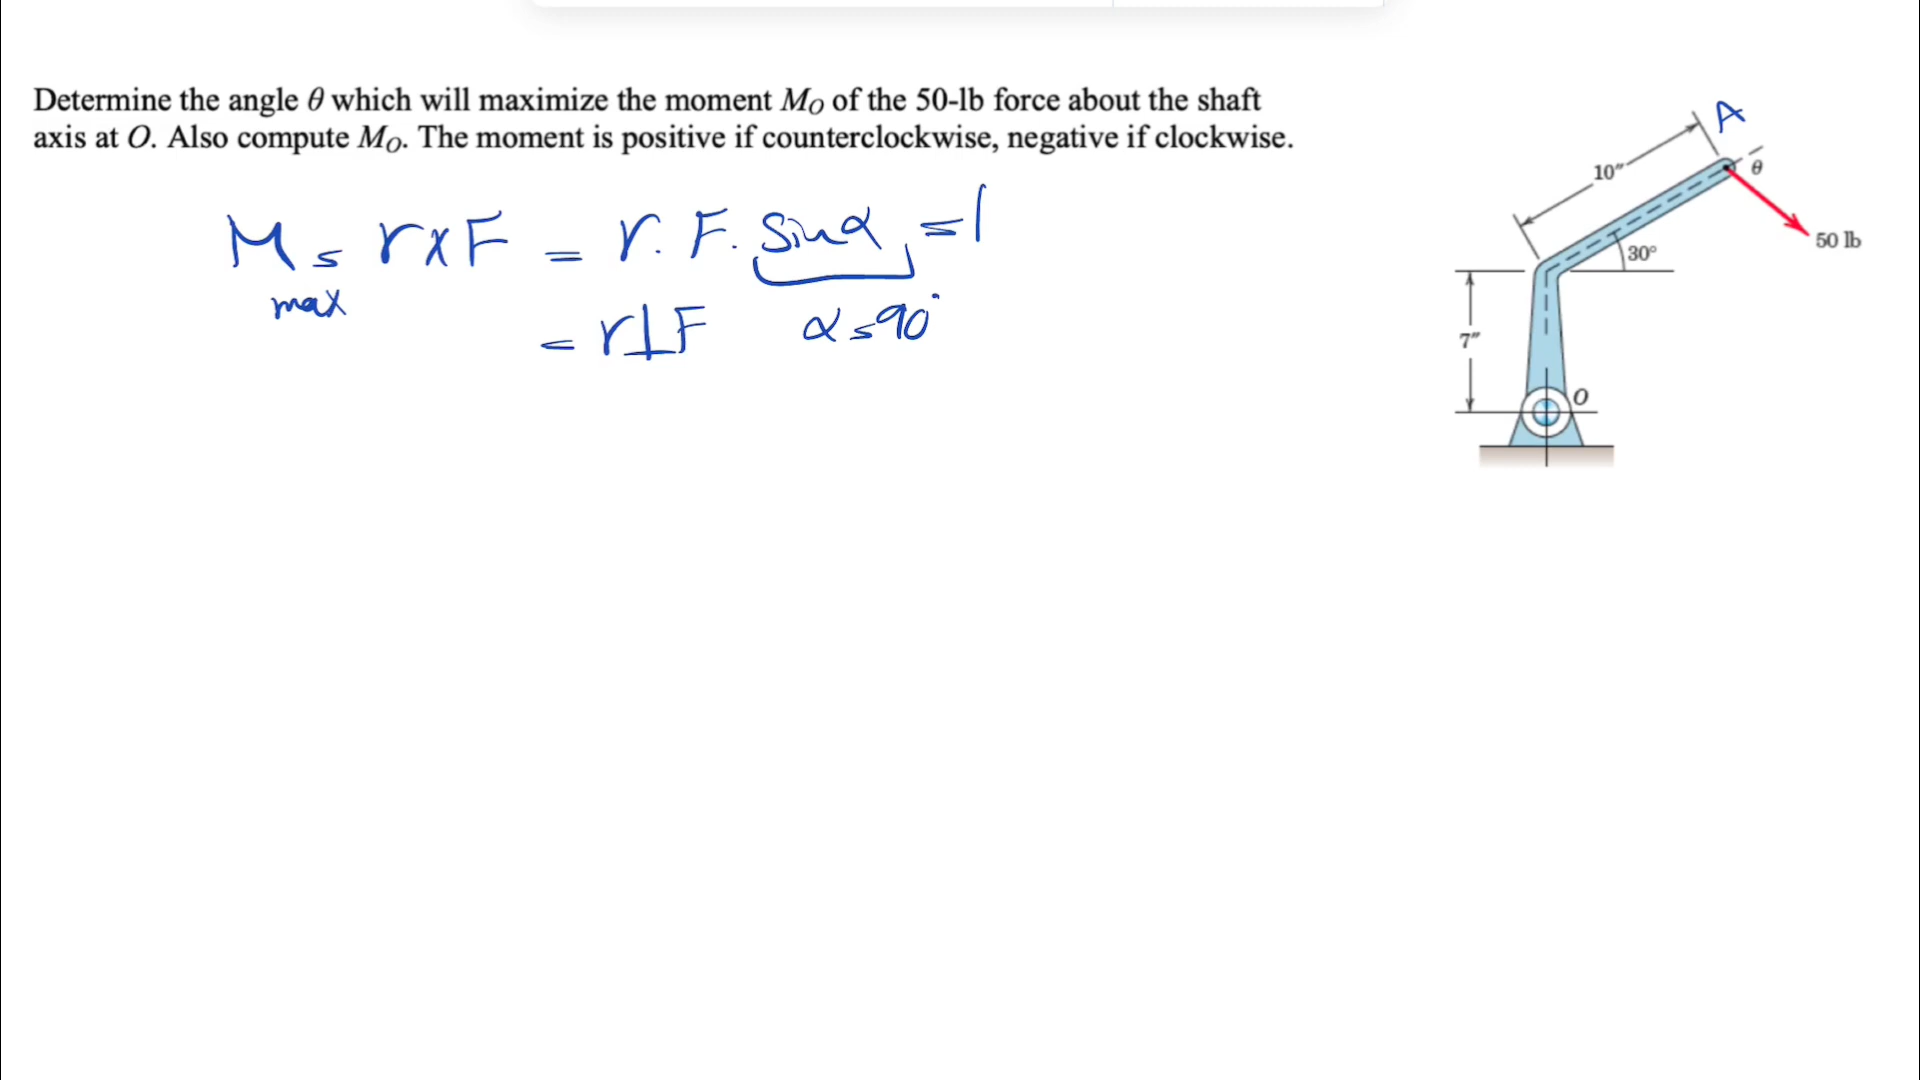 Determine the angle θ which will maximize the moment M_O of the 50-lb force about the shaft
axis at O. Also compute M_O. The moment is positive if counterclockwise, negative if clockwise.
M = r x F = r. F. sinα = 1
max
= r⊥F α = 90°
A
10″
θ
50 lb
30°
7″
O